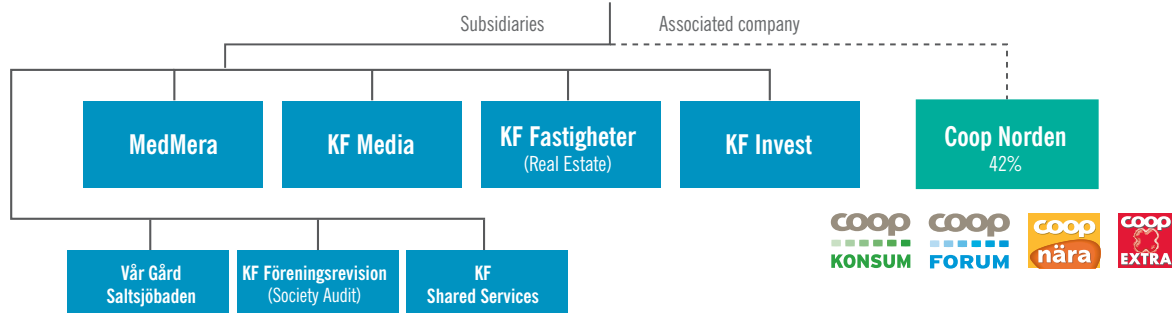 Subsidiaries
Associated company
MedMera
KF Media
KF Fastigheter
(Real Estate)
KF Invest
Coop Norden
42%
coop
KONSUM
coop
FORUM
coop
nära
coop
EXTRA
Vår Gård
Saltsjöbaden
KF Föreningsrevision
(Society Audit)
KF
Shared Services